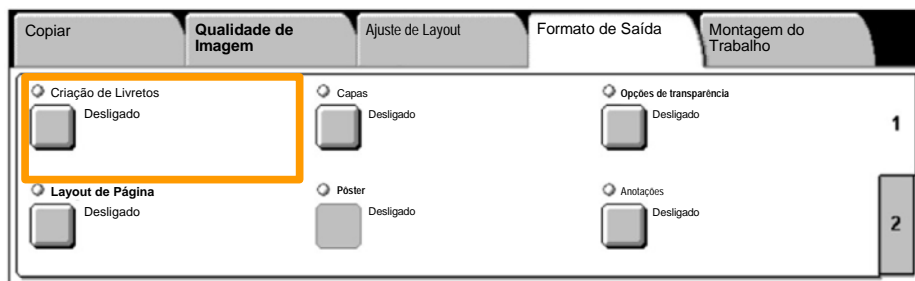 Copiar
Qualidade de
Imagem
Ajuste de Layout
Formato de Saída
Montagem do
Trabalho
Criação de Livretos
Desligado
Capas
Desligado
Opções de transparência
Desligado
1
Layout de Página
Desligado
Pôster
Desligado
Anotações
Desligado
2